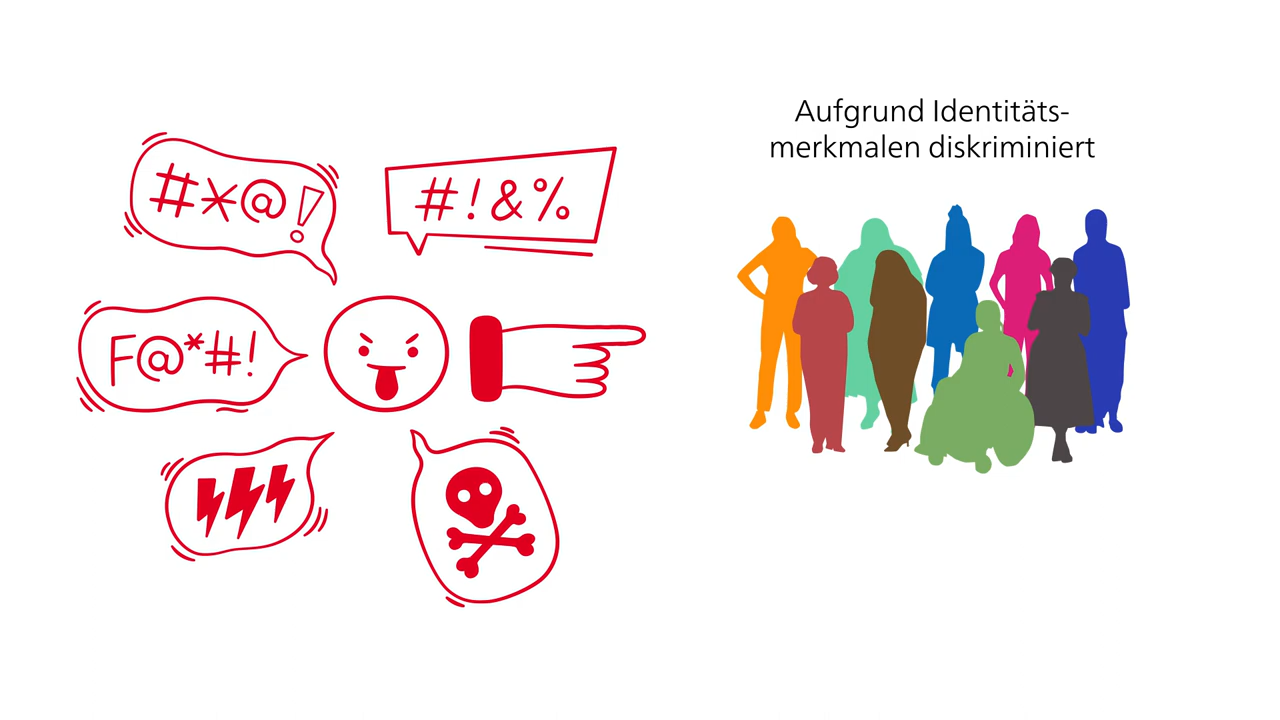 #*@!
#!&%
F@*#!
Aufgrund Identitäts-
merkmalen diskriminiert